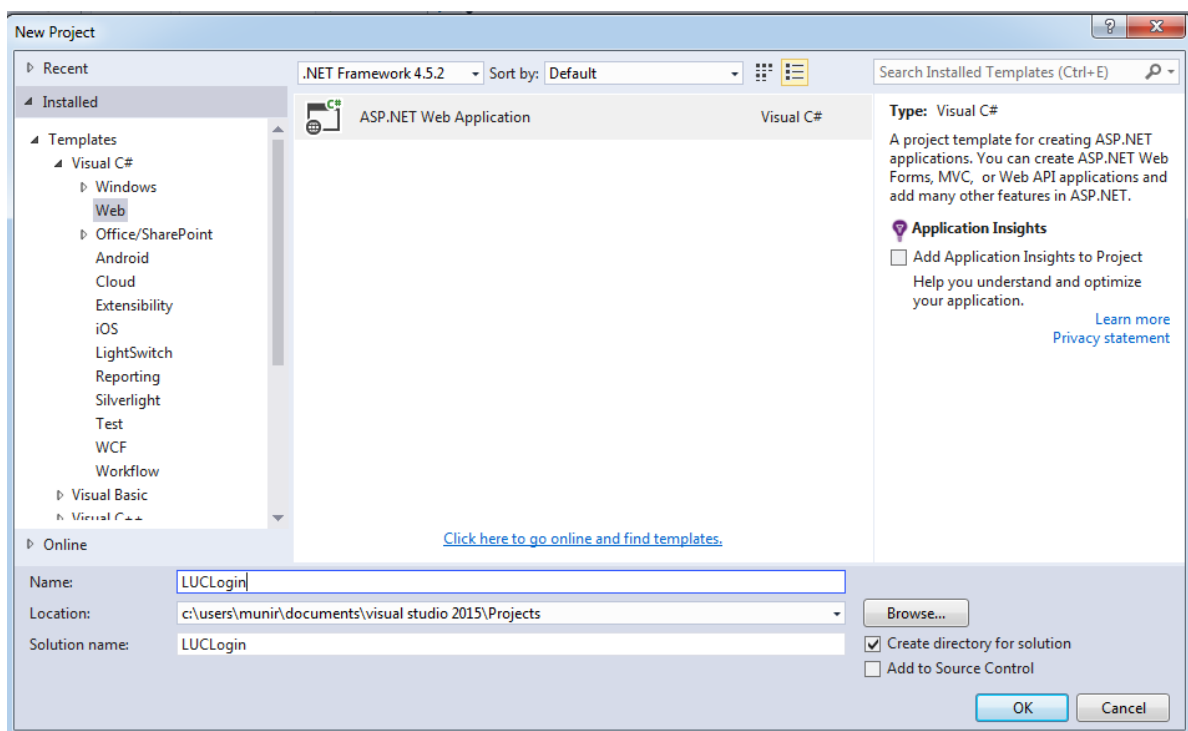 New Project
Recent
.NET Framework 4.5.2
Sort by:
Default
Search Installed Templates (Ctrl+E)
Installed
Templates
Visual C#
Windows
Web
Office/SharePoint
Android
Cloud
Extensibility
iOS
LightSwitch
Reporting
Silverlight
Test
WCF
Workflow
Visual Basic
Visual C++
Online
C#
ASP.NET Web Application
Visual C#
Click here to go online and find templates.
Type: Visual C#
A project template for creating ASP.NET
applications. You can create ASP.NET Web
Forms, MVC, or Web API applications and
add many other features in ASP.NET.
Application Insights
Add Application Insights to Project
Help you understand and optimize
your application.
Learn more
Privacy statement
Name:
LUCLogin
Location:
c:\users\munir\documents\visual studio 2015\Projects
Browse...
Solution name:
LUCLogin
Create directory for solution
Add to Source Control
OK
Cancel